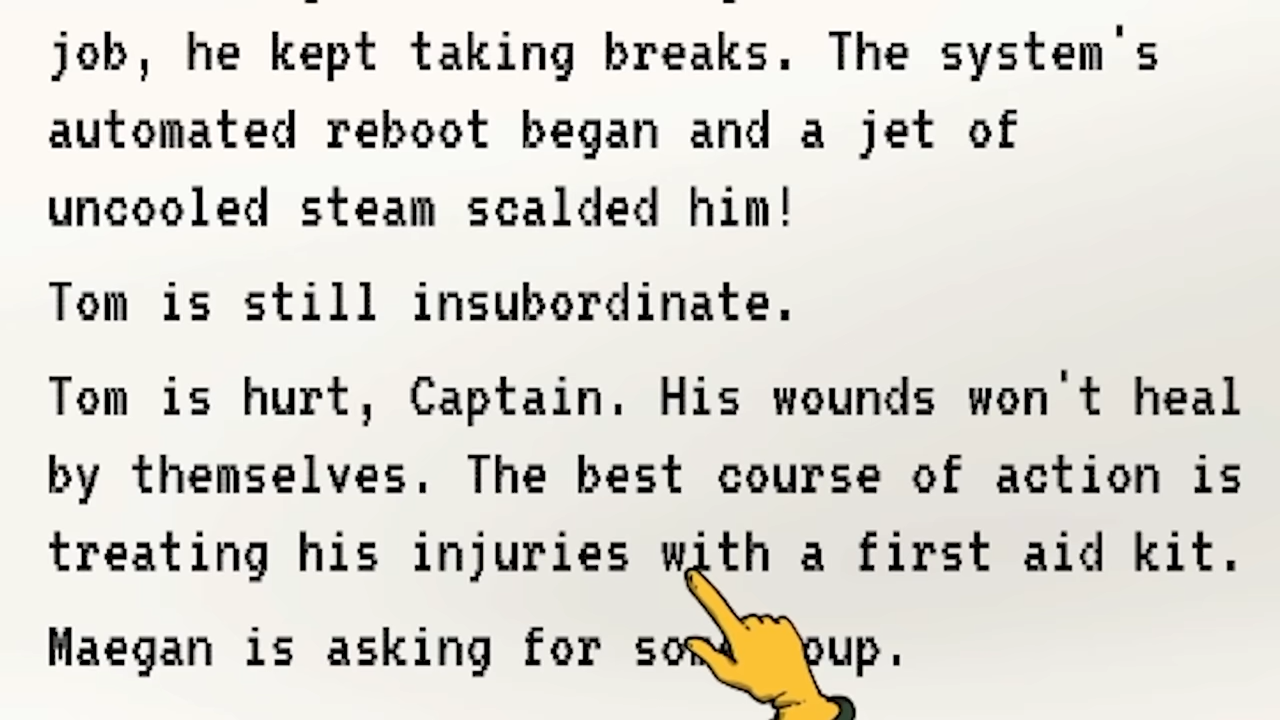 job, he kept taking breaks. The system's
automated reboot began and a jet of
uncooled steam scalded him!
Tom is still insubordinate.
Tom is hurt, Captain. His wounds won't heal
by themselves. The best course of action is
treating his injuries with a first aid kit.
Maegan is asking for some soup.